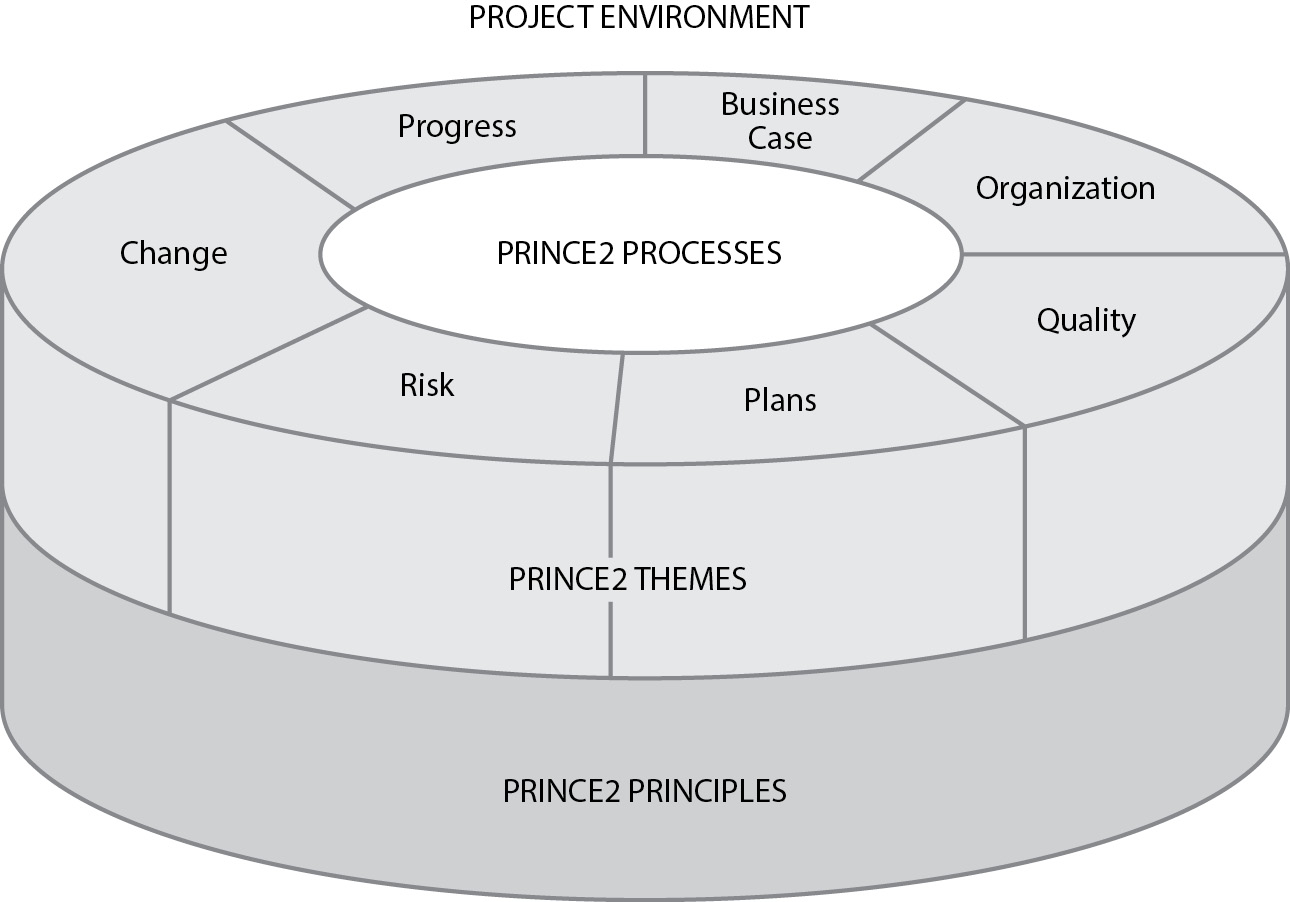 PROJECT ENVIRONMENT
Business
Case
Progress
Organization
Change
PRINCE2 PROCESSES
Quality
Risk
Plans
PRINCE2 THEMES
PRINCE2 PRINCIPLES